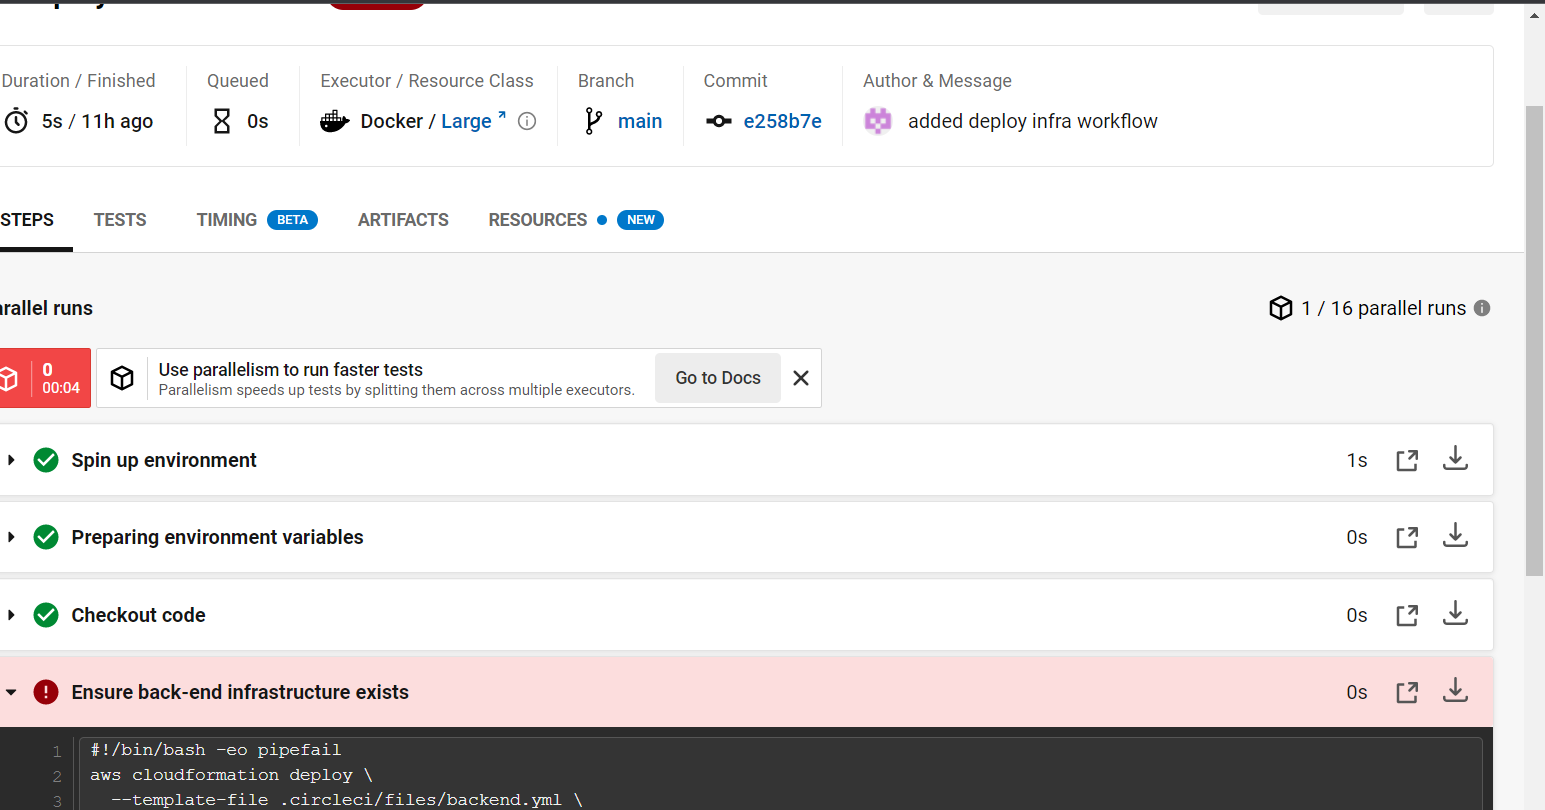 Duration / Finished
Queued
Executor / Resource Class
Branch
Commit
Author & Message
5s / 11h ago
0s
Docker / Large
main
e258b7e
added deploy infra workflow
STEPS
TESTS
TIMING BETA
ARTIFACTS
RESOURCES NEW
arallel runs
1 / 16 parallel runs
0
00:04
Use parallelism to run faster tests
Parallelism speeds up tests by splitting them across multiple executors.
Go to Docs
Spin up environment
1s
Preparing environment variables
0s
Checkout code
0s
Ensure back-end infrastructure exists
0s
1 #!/bin/bash -eo pipefail
2 aws cloudformation deploy \
3 --template-file .circleci/files/backend.yml \